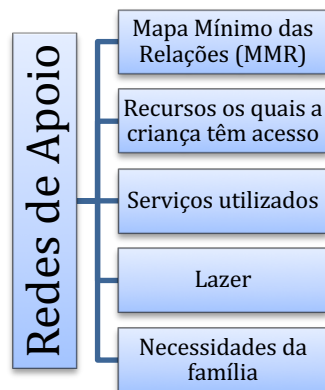 Redes de Apoio
Mapa Mínimo das
Relações (MMR)
Recursos os quais a
criança têm acesso
Serviços utilizados
Lazer
Necessidades da
família